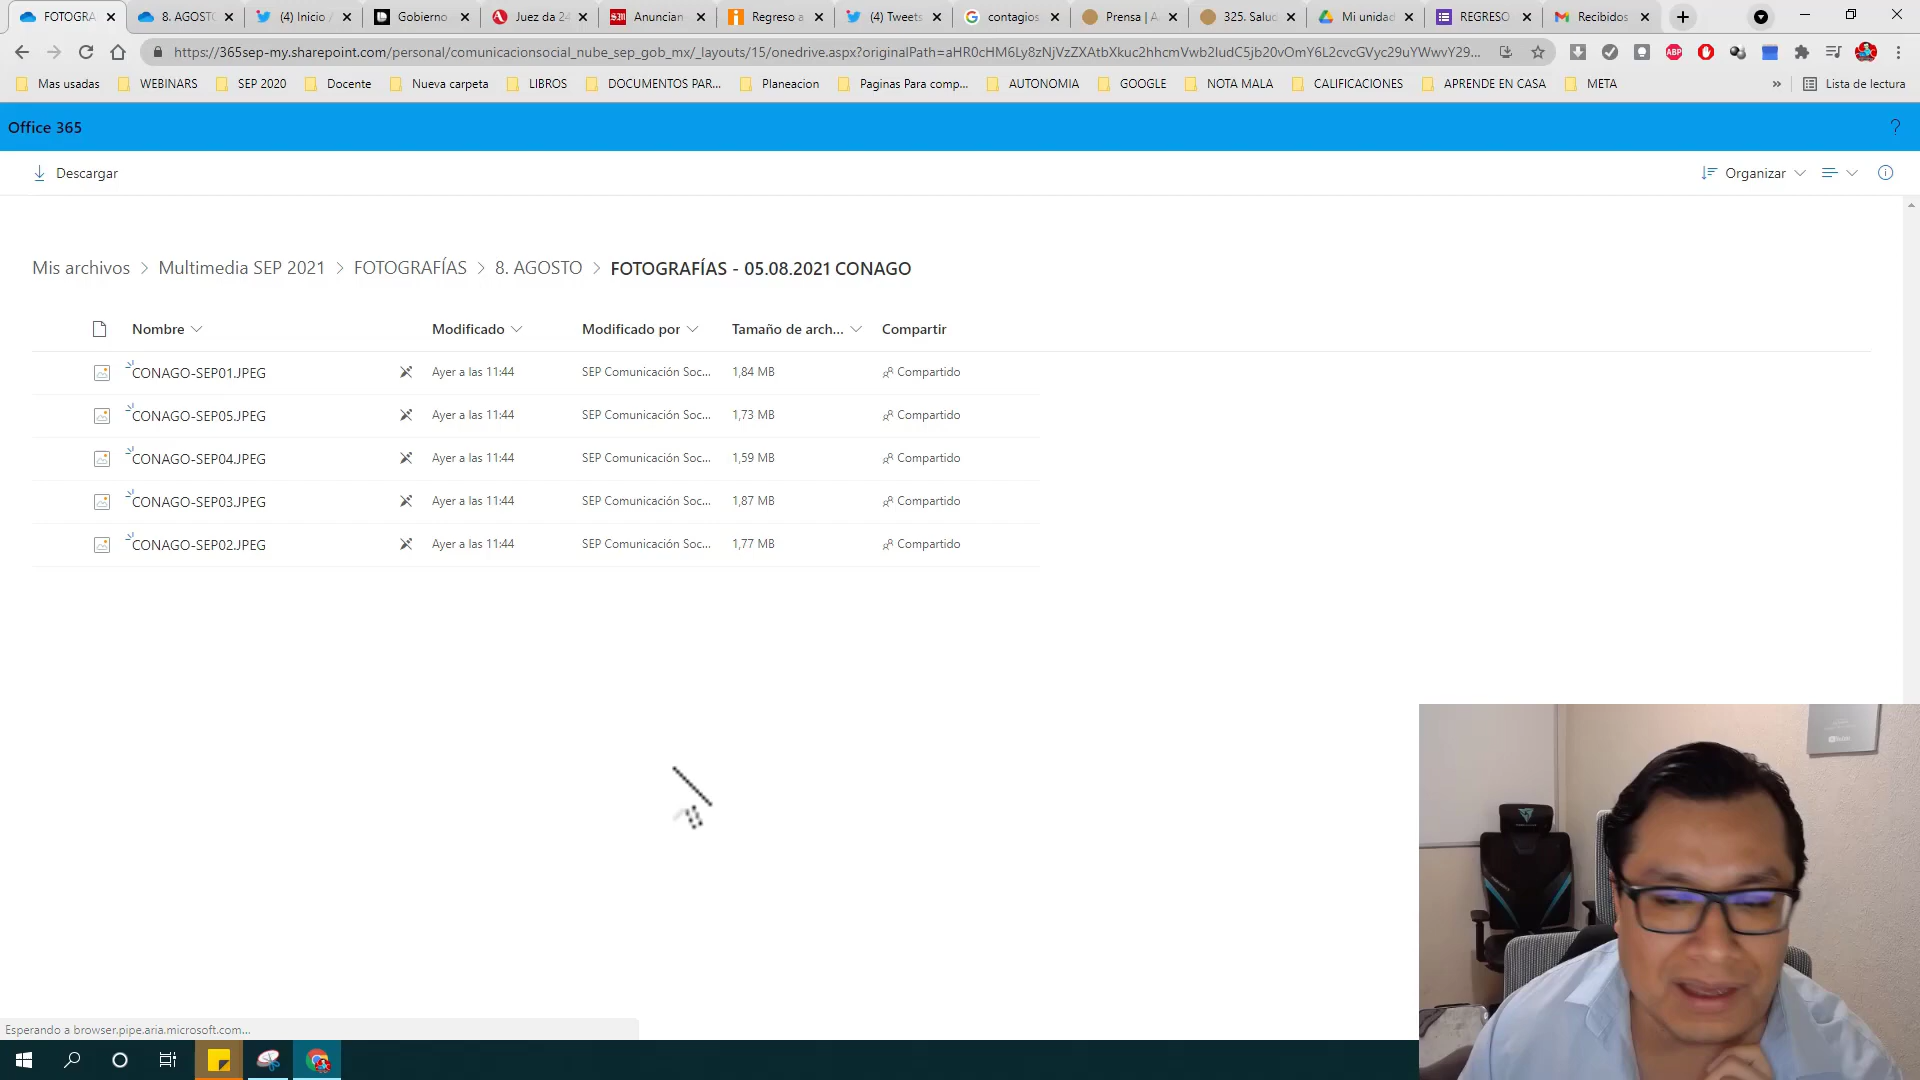 FOTOGRA
8. AGOSTO
(4) Inicio /
Gobierno
Juez da 24
Anuncian
Regreso a
(4) Tweets
contagios
Prensa | A
325. Salud
Mi unidad
REGRESO
Recibidos
https://365sep-my.sharepoint.com/personal/comunicacionsocial_nube_sep_gob_mx/_layouts/15/onedrive.aspx?originalPath=aHR0cHM6Ly8zNjVzZXAtbXkuc2hhcmVwb2ludC5jb20vOmY6L2cvcGVyc29uYWwvY29...
Mas usadas
WEBINARS
SEP 2020
Docente
Nueva carpeta
LIBROS
DOCUMENTOS PAR...
Planeacion
Paginas Para comp...
AUTONOMIA
GOOGLE
NOTA MALA
CALIFICACIONES
APRENDE EN CASA
META
»
Lista de lectura
Office 365
?
Descargar
Organizar
Mis archivos > Multimedia SEP 2021 > FOTOGRAFÍAS > 8. AGOSTO > FOTOGRAFÍAS - 05.08.2021 CONAGO
Nombre Modificado Modificado por Tamaño de arch... Compartir
CONAGO-SEP01.JPEG Ayer a las 11:44 SEP Comunicación Soc... 1,84 MB Compartido
CONAGO-SEP05.JPEG Ayer a las 11:44 SEP Comunicación Soc... 1,73 MB Compartido
CONAGO-SEP04.JPEG Ayer a las 11:44 SEP Comunicación Soc... 1,59 MB Compartido
CONAGO-SEP03.JPEG Ayer a las 11:44 SEP Comunicación Soc... 1,87 MB Compartido
CONAGO-SEP02.JPEG Ayer a las 11:44 SEP Comunicación Soc... 1,77 MB Compartido
Esperando a browser.pipe.aria.microsoft.com...